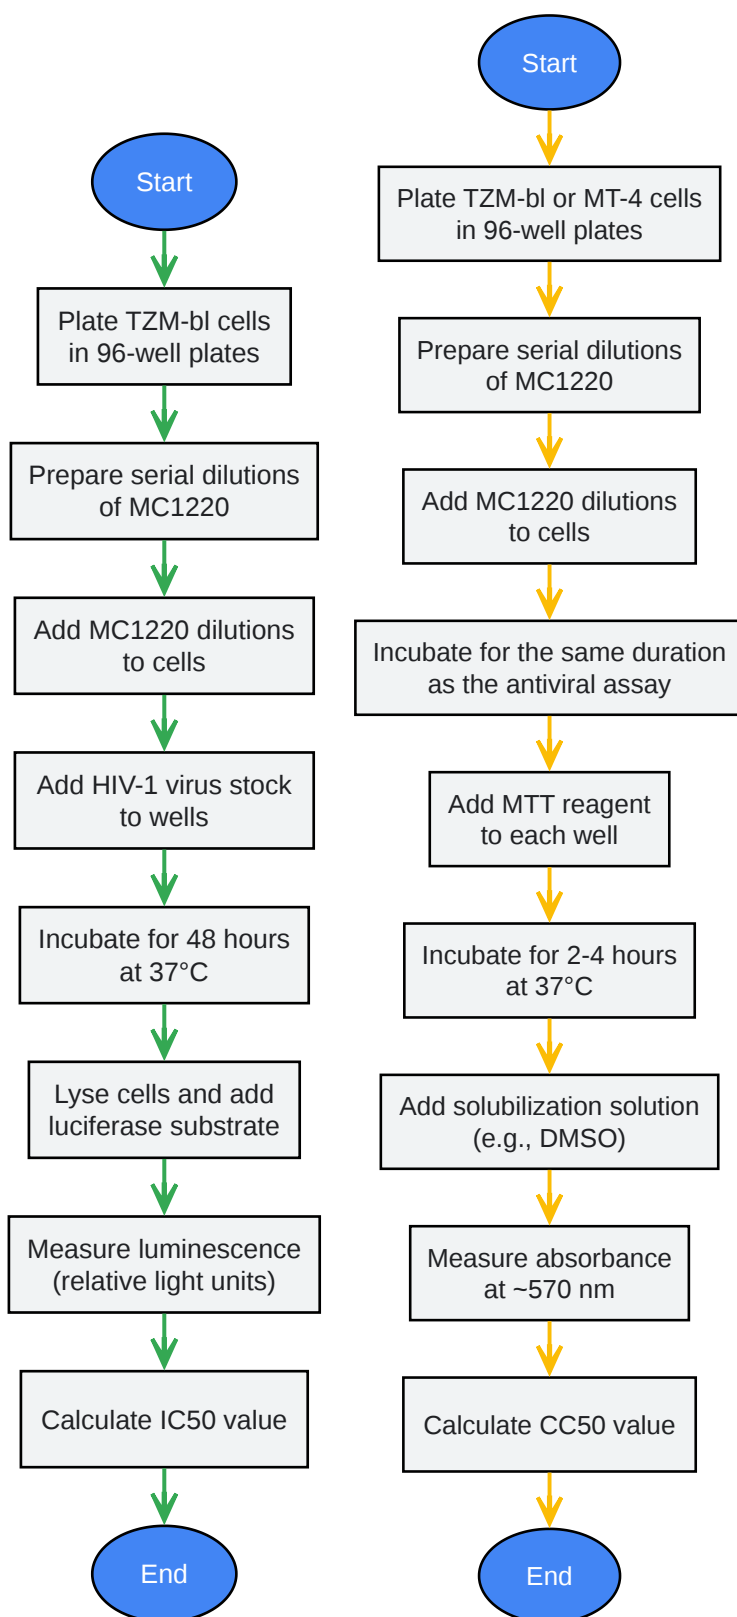 Start
Plate TZM-bl cells
in 96-well plates
Prepare serial dilutions
of MC1220
Add MC1220 dilutions
to cells
Add HIV-1 virus stock
to wells
Incubate for 48 hours
at 37°C
Lyse cells and add
luciferase substrate
Measure luminescence
(relative light units)
Calculate IC50 value
End
Start
Plate TZM-bl or MT-4 cells
in 96-well plates
Prepare serial dilutions
of MC1220
Add MC1220 dilutions
to cells
Incubate for the same duration
as the antiviral assay
Add MTT reagent
to each well
Incubate for 2-4 hours
at 37°C
Add solubilization solution
(e.g., DMSO)
Measure absorbance
at ~570 nm
Calculate CC50 value
End